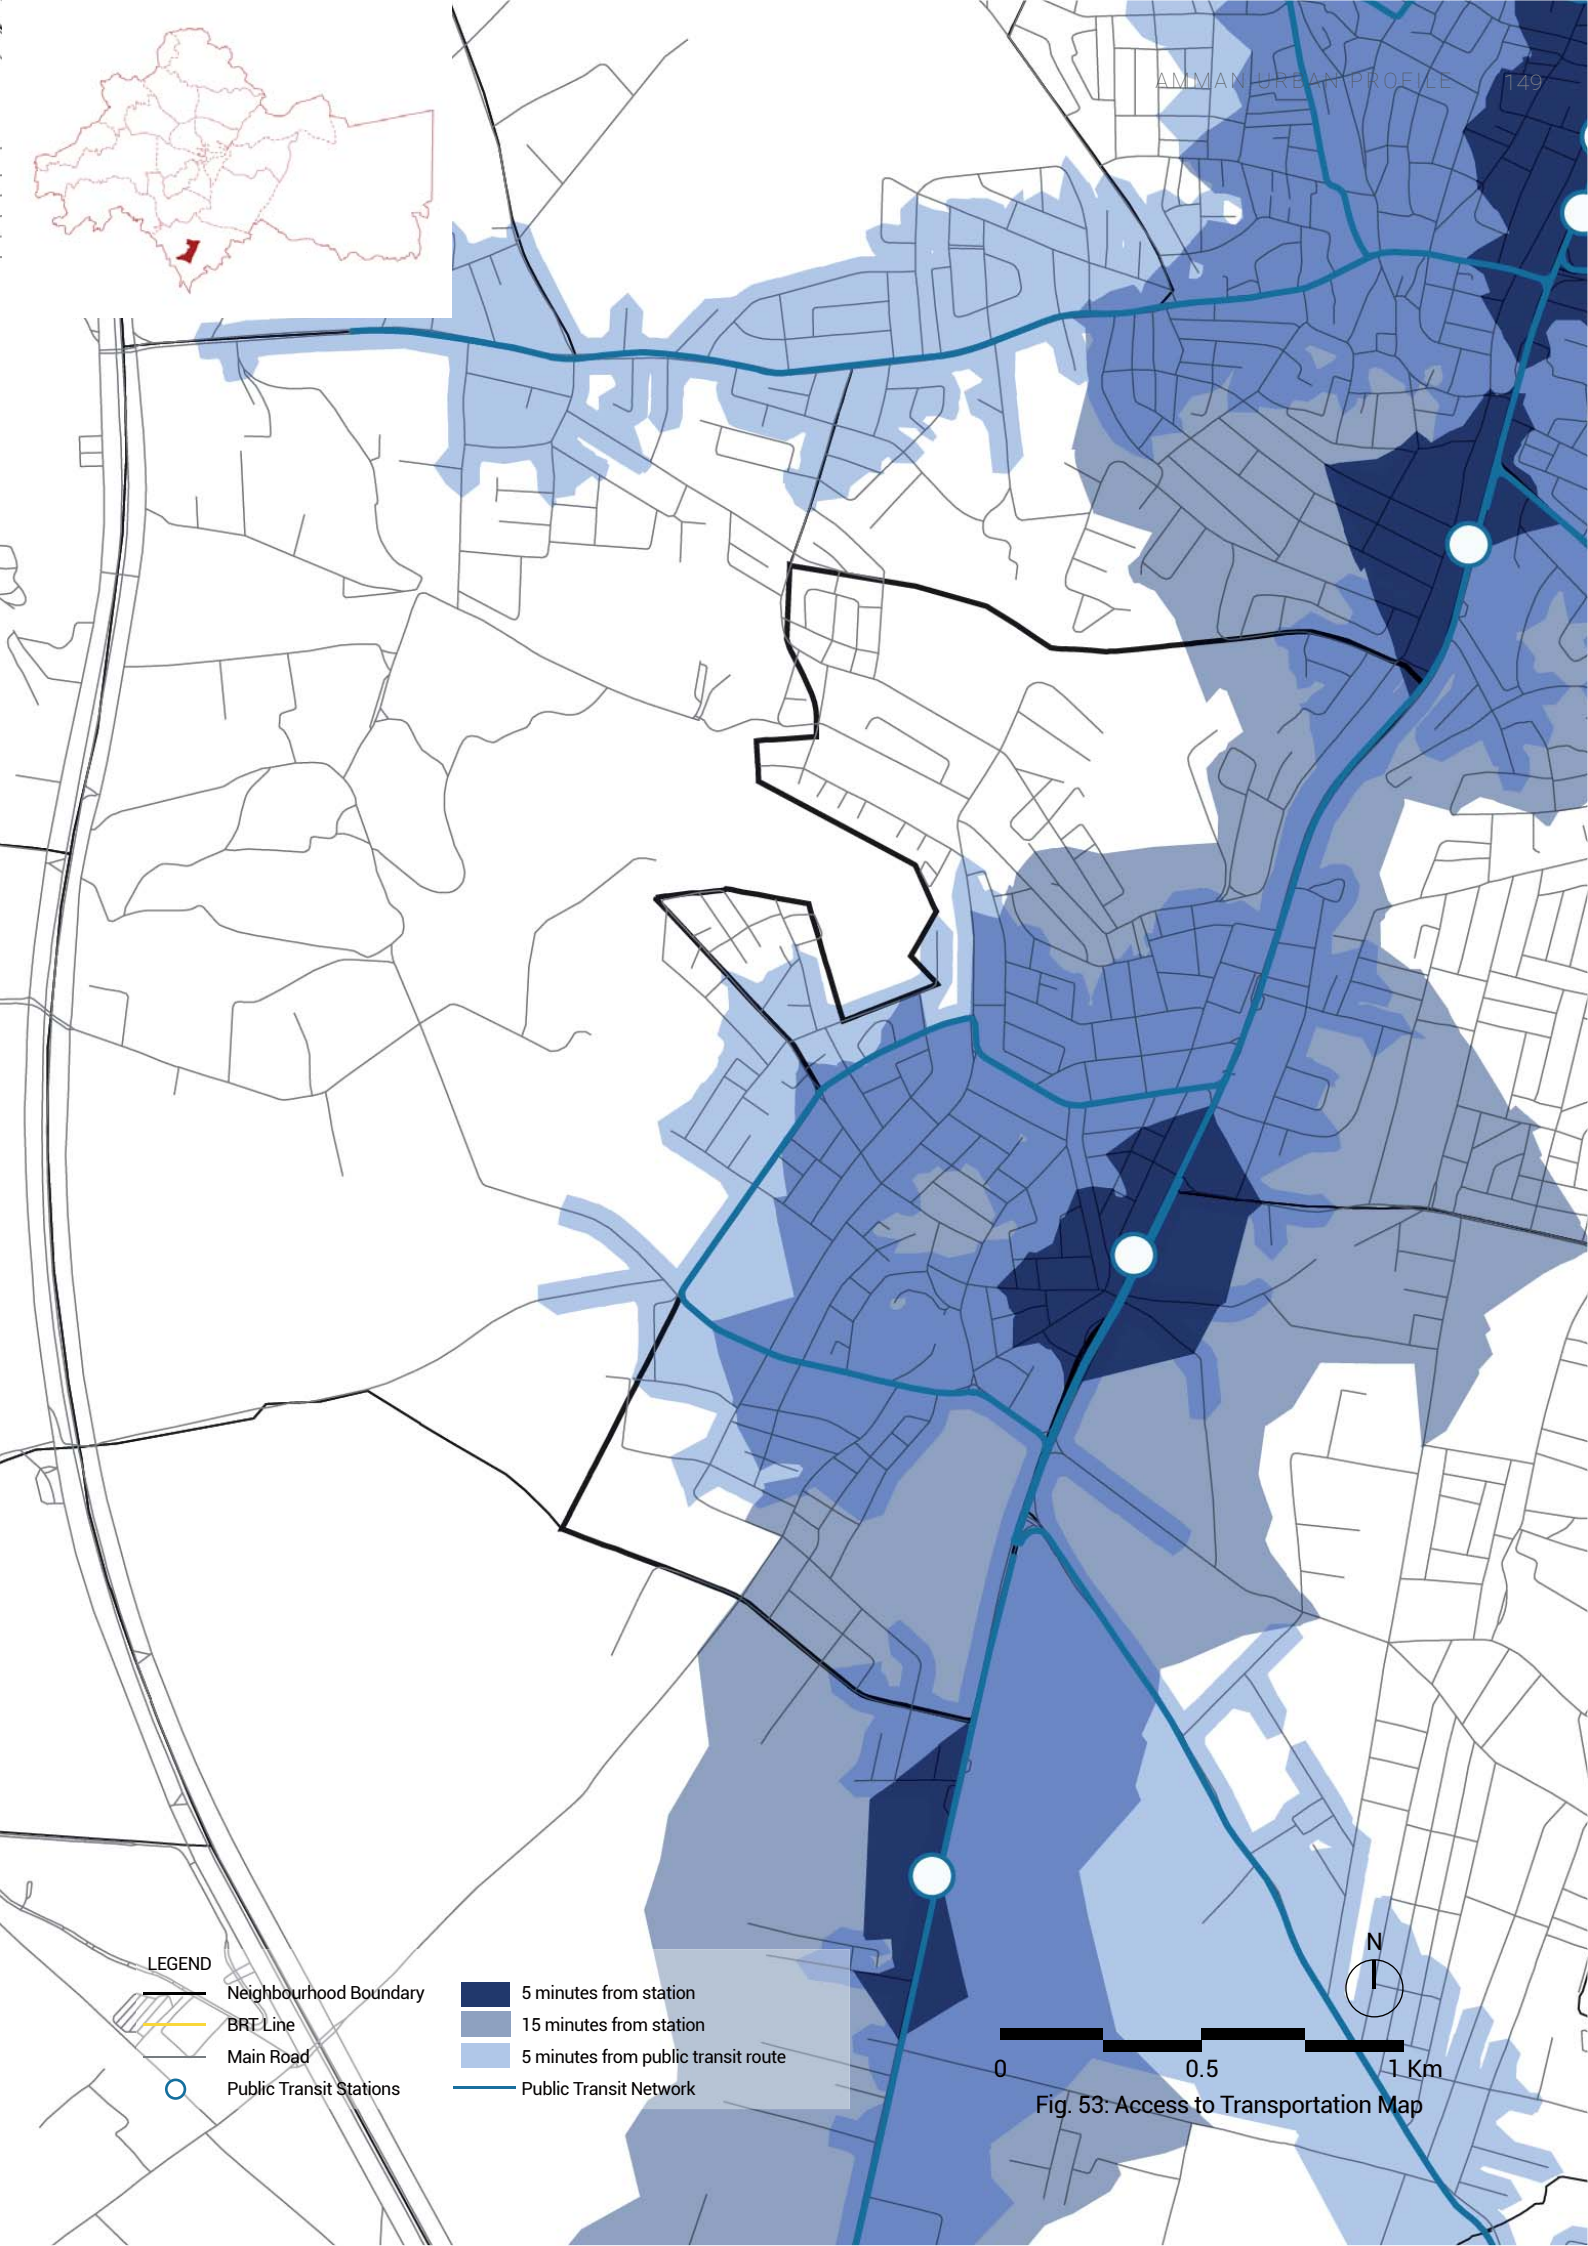 AMMAN URBAN PROFILE 149
LEGEND
Neighbourhood Boundary
BRT Line
Main Road
Public Transit Stations
5 minutes from station
15 minutes from station
5 minutes from public transit route
Public Transit Network
N
0 0.5 1 Km
Fig. 53: Access to Transportation Map